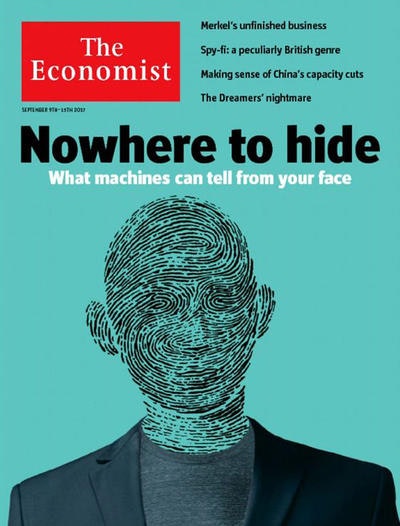 The
Economist
Merkel's unfinished business
Spy-fi: a peculiarly British genre
Making sense of China's capacity cuts
The Dreamers' nightmare
SEPTEMBER 9TH–15TH 2017
Nowhere to hide
What machines can tell from your face